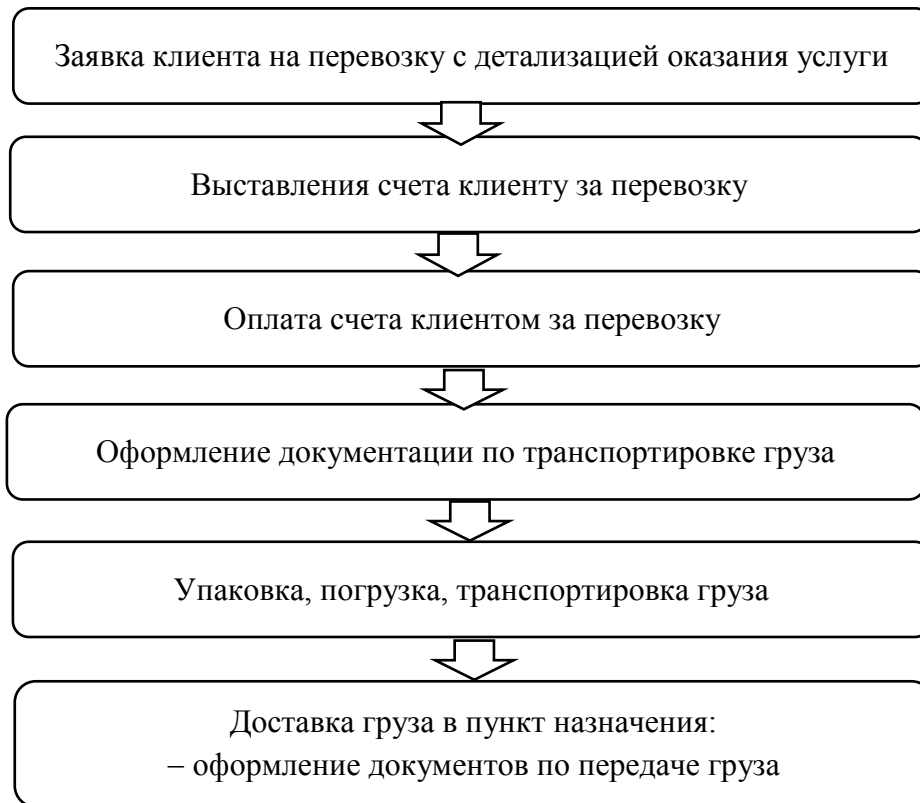 Заявка клиента на перевозку с детализацией оказания услуги
Выставления счета клиенту за перевозку
Оплата счета клиентом за перевозку
Оформление документации по транспортировке груза
Упаковка, погрузка, транспортировка груза
Доставка груза в пункт назначения:
– оформление документов по передаче груза